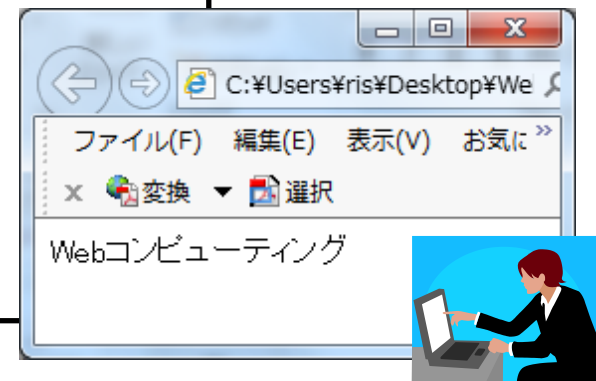 C:¥Users¥ris¥Desktop¥We
ファイル(F) 編集(E) 表示(V) お気に
x 変換 ▼ 選択
Webコンピューティング